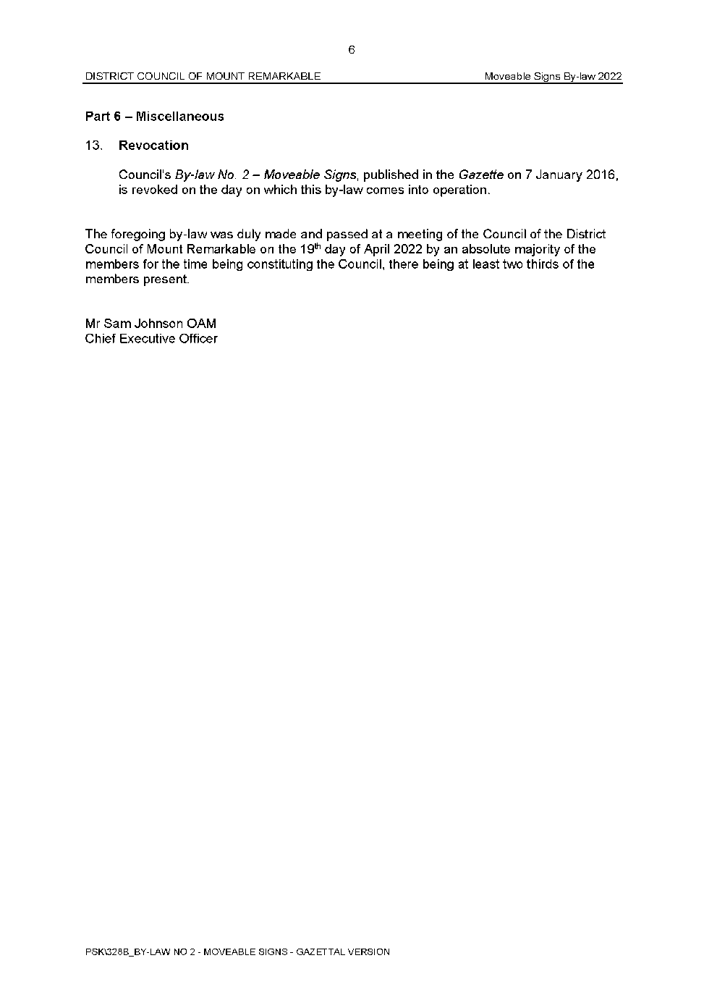 6
DISTRICT COUNCIL OF MOUNT REMARKABLE Moveable Signs By-law 2022
Part 6 – Miscellaneous
13. Revocation
Council's By-law No. 2 – Moveable Signs, published in the Gazette on 7 January 2016,
is revoked on the day on which this by-law comes into operation.
The foregoing by-law was duly made and passed at a meeting of the Council of the District
Council of Mount Remarkable on the 19th day of April 2022 by an absolute majority of the
members for the time being constituting the Council, there being at least two thirds of the
members present.
Mr Sam Johnson OAM
Chief Executive Officer
PSK\328B_BY-LAW NO 2 - MOVEABLE SIGNS - GAZETTAL VERSION